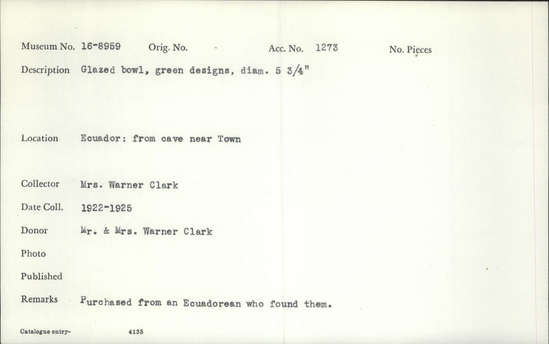 Museum No. 16-8959 Orig. No. Acc. No. 1273 No. Pieces
Description Glazed bowl, green designs, diam. 5 3/4"
Location Ecuador: from cave near Town
Collector Mrs. Warner Clark
Date Coll. 1922-1925
Donor Mr. & Mrs. Warner Clark
Photo
Published
Remarks Purchased from an Ecuadorean who found them.
Catalogue entry- 4135